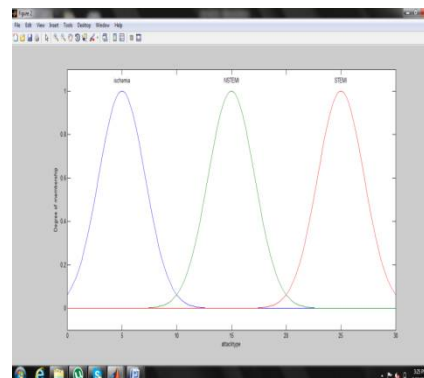 Figure 2
File Edit View Insert Tools Desktop Window Help
ischemia NSTEMI STEMI
1
0.8
0.6
0.4
0.2
0
Degree of membership
0 5 10 15 20 25 30
attacktype